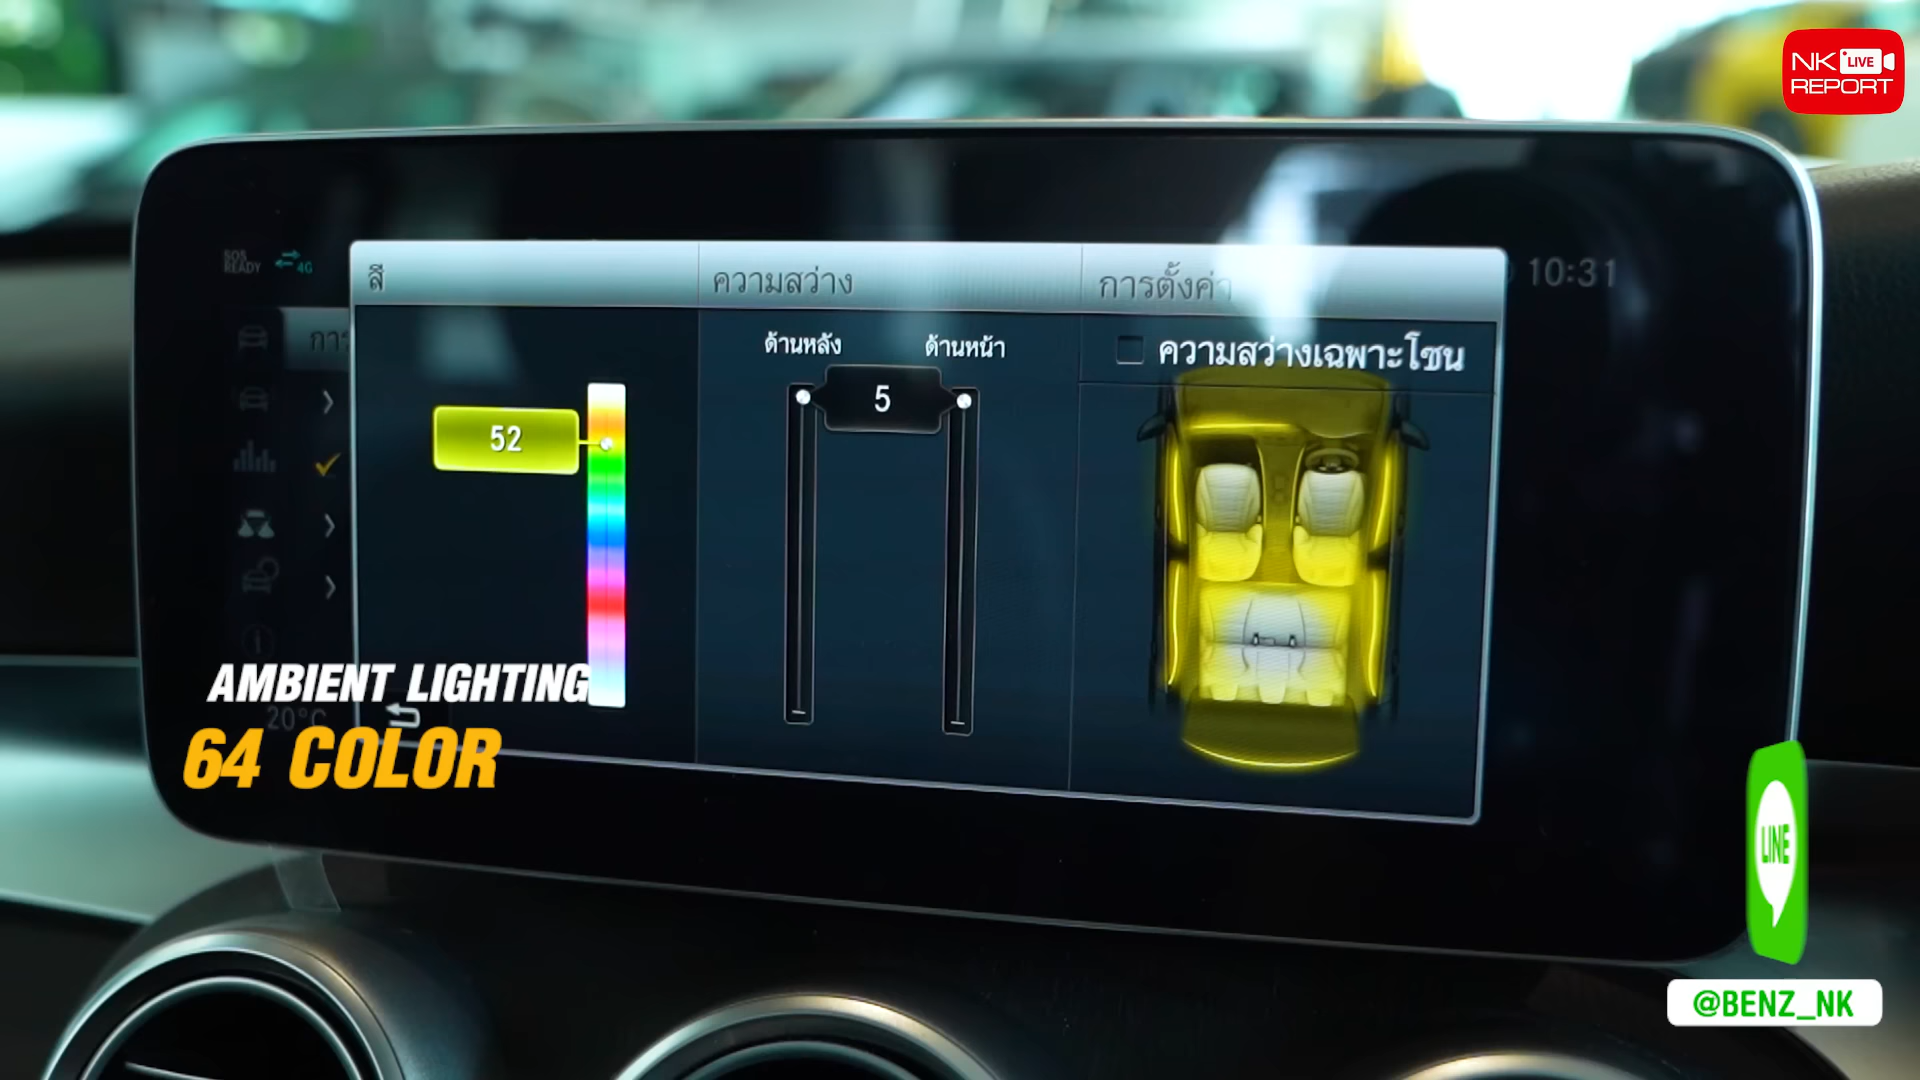 NK LIVE
REPORT
SOS
READY
4G
สี
ความสว่าง
การตั้งค่า
10:31
การ
ด้านหลัง
ด้านหน้า
ความสว่างเฉพาะโซน
52
5
AMBIENT LIGHTING
20°C
64 COLOR
LINE
@BENZ_NK